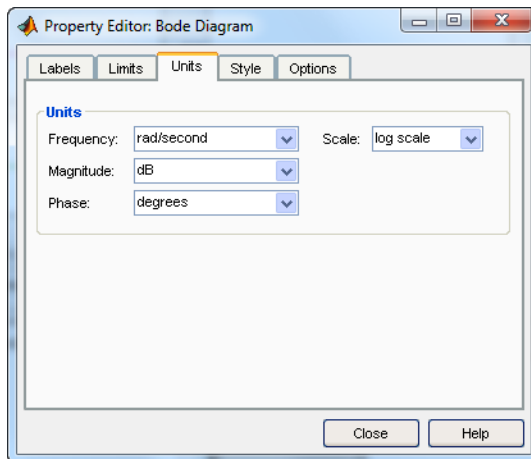 Property Editor: Bode Diagram
Labels Limits Units Style Options
Units
Frequency: rad/second Scale: log scale
Magnitude: dB
Phase: degrees
Close Help